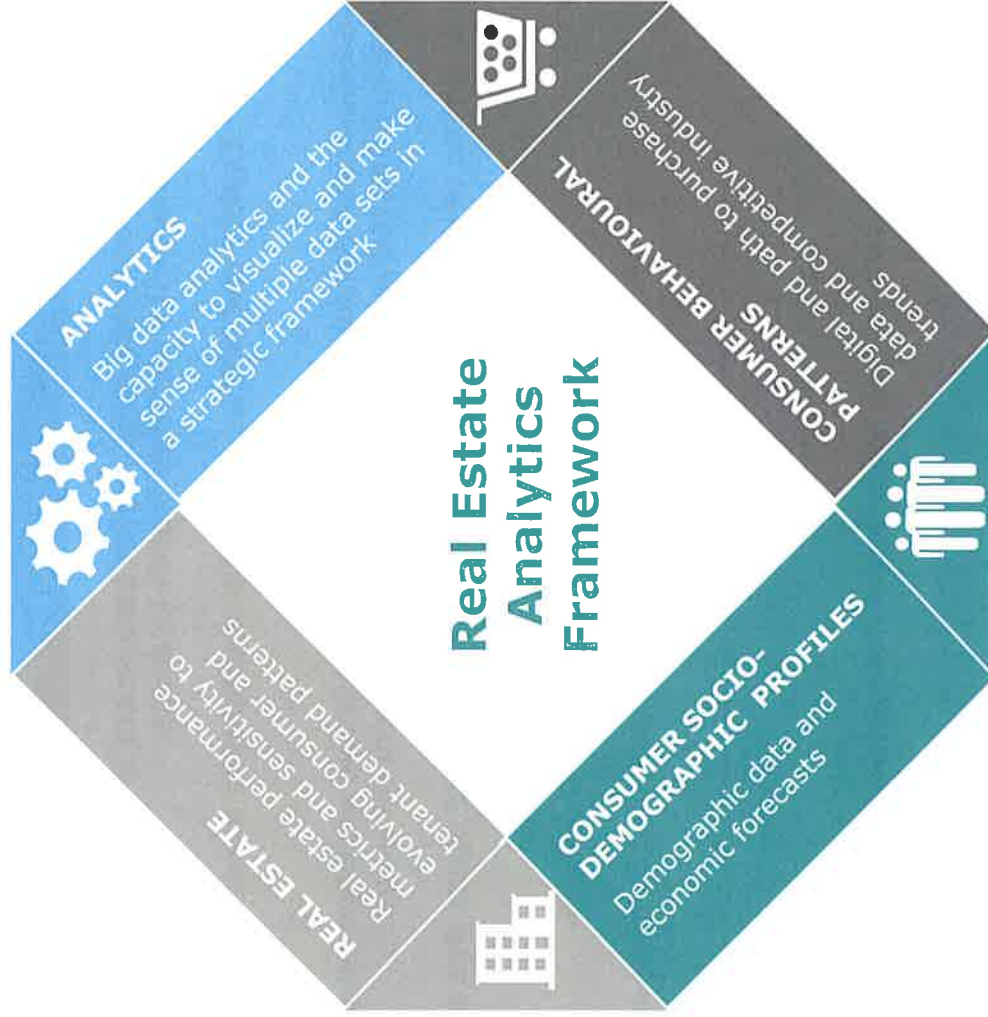 Real Estate
Analytics
Framework
REAL ESTATE
Real estate performance
metrics and sensitivity to
evolving consumer and
tenant demand patterns
ANALYTICS
Big data analytics and the
capacity to visualize and make
sense of multiple data sets in
a strategic framework
CONSUMER BEHAVIOURAL
PATTERNS
Digital and path to purchase
data and competitive industry
trends
CONSUMER SOCIO-
DEMOGRAPHIC PROFILES
Demographic data and
economic forecasts